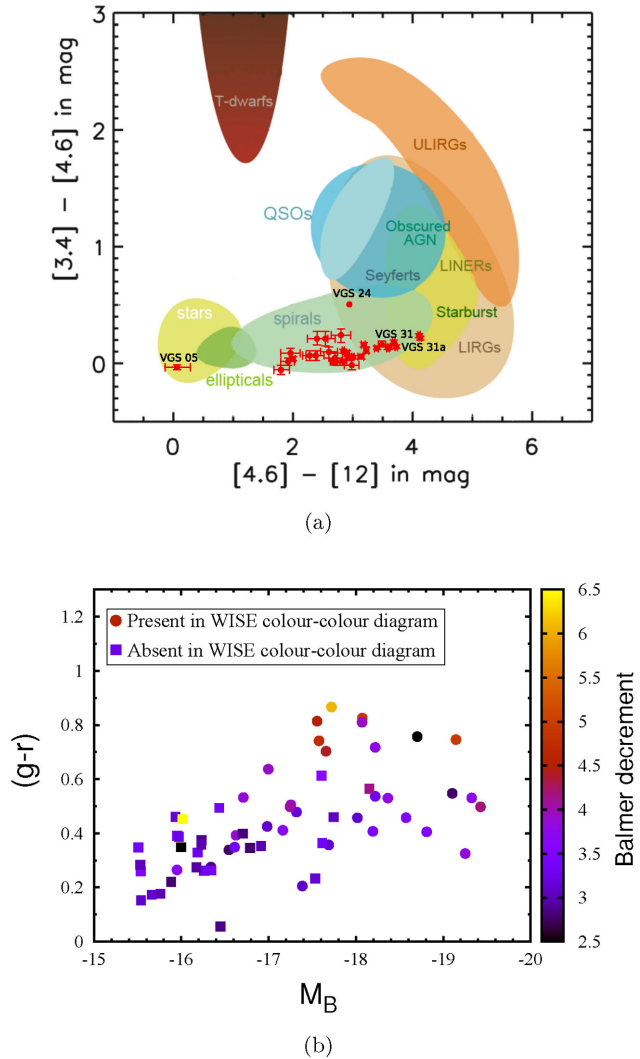 3
2
1
0
[3.4] − [4.6] in mag
T-dwarfs
ULIRGs
QSOs
Obscured
AGN
LINERs
Seyferts
VGS 24
stars
spirals
Starburst
VGS 31
VGS 31a
LIRGs
VGS 05
ellipticals
0 2 4 6
[4.6] − [12] in mag
(a)
1.2
1
0.8
0.6
0.4
0.2
0
(g-r)
Present in WISE colour-colour diagram
Absent in WISE colour-colour diagram
-15 -16 -17 -18 -19 -20
M_B
6.5
6
5.5
5
4.5
4
3.5
3
2.5
Balmer decrement
(b)